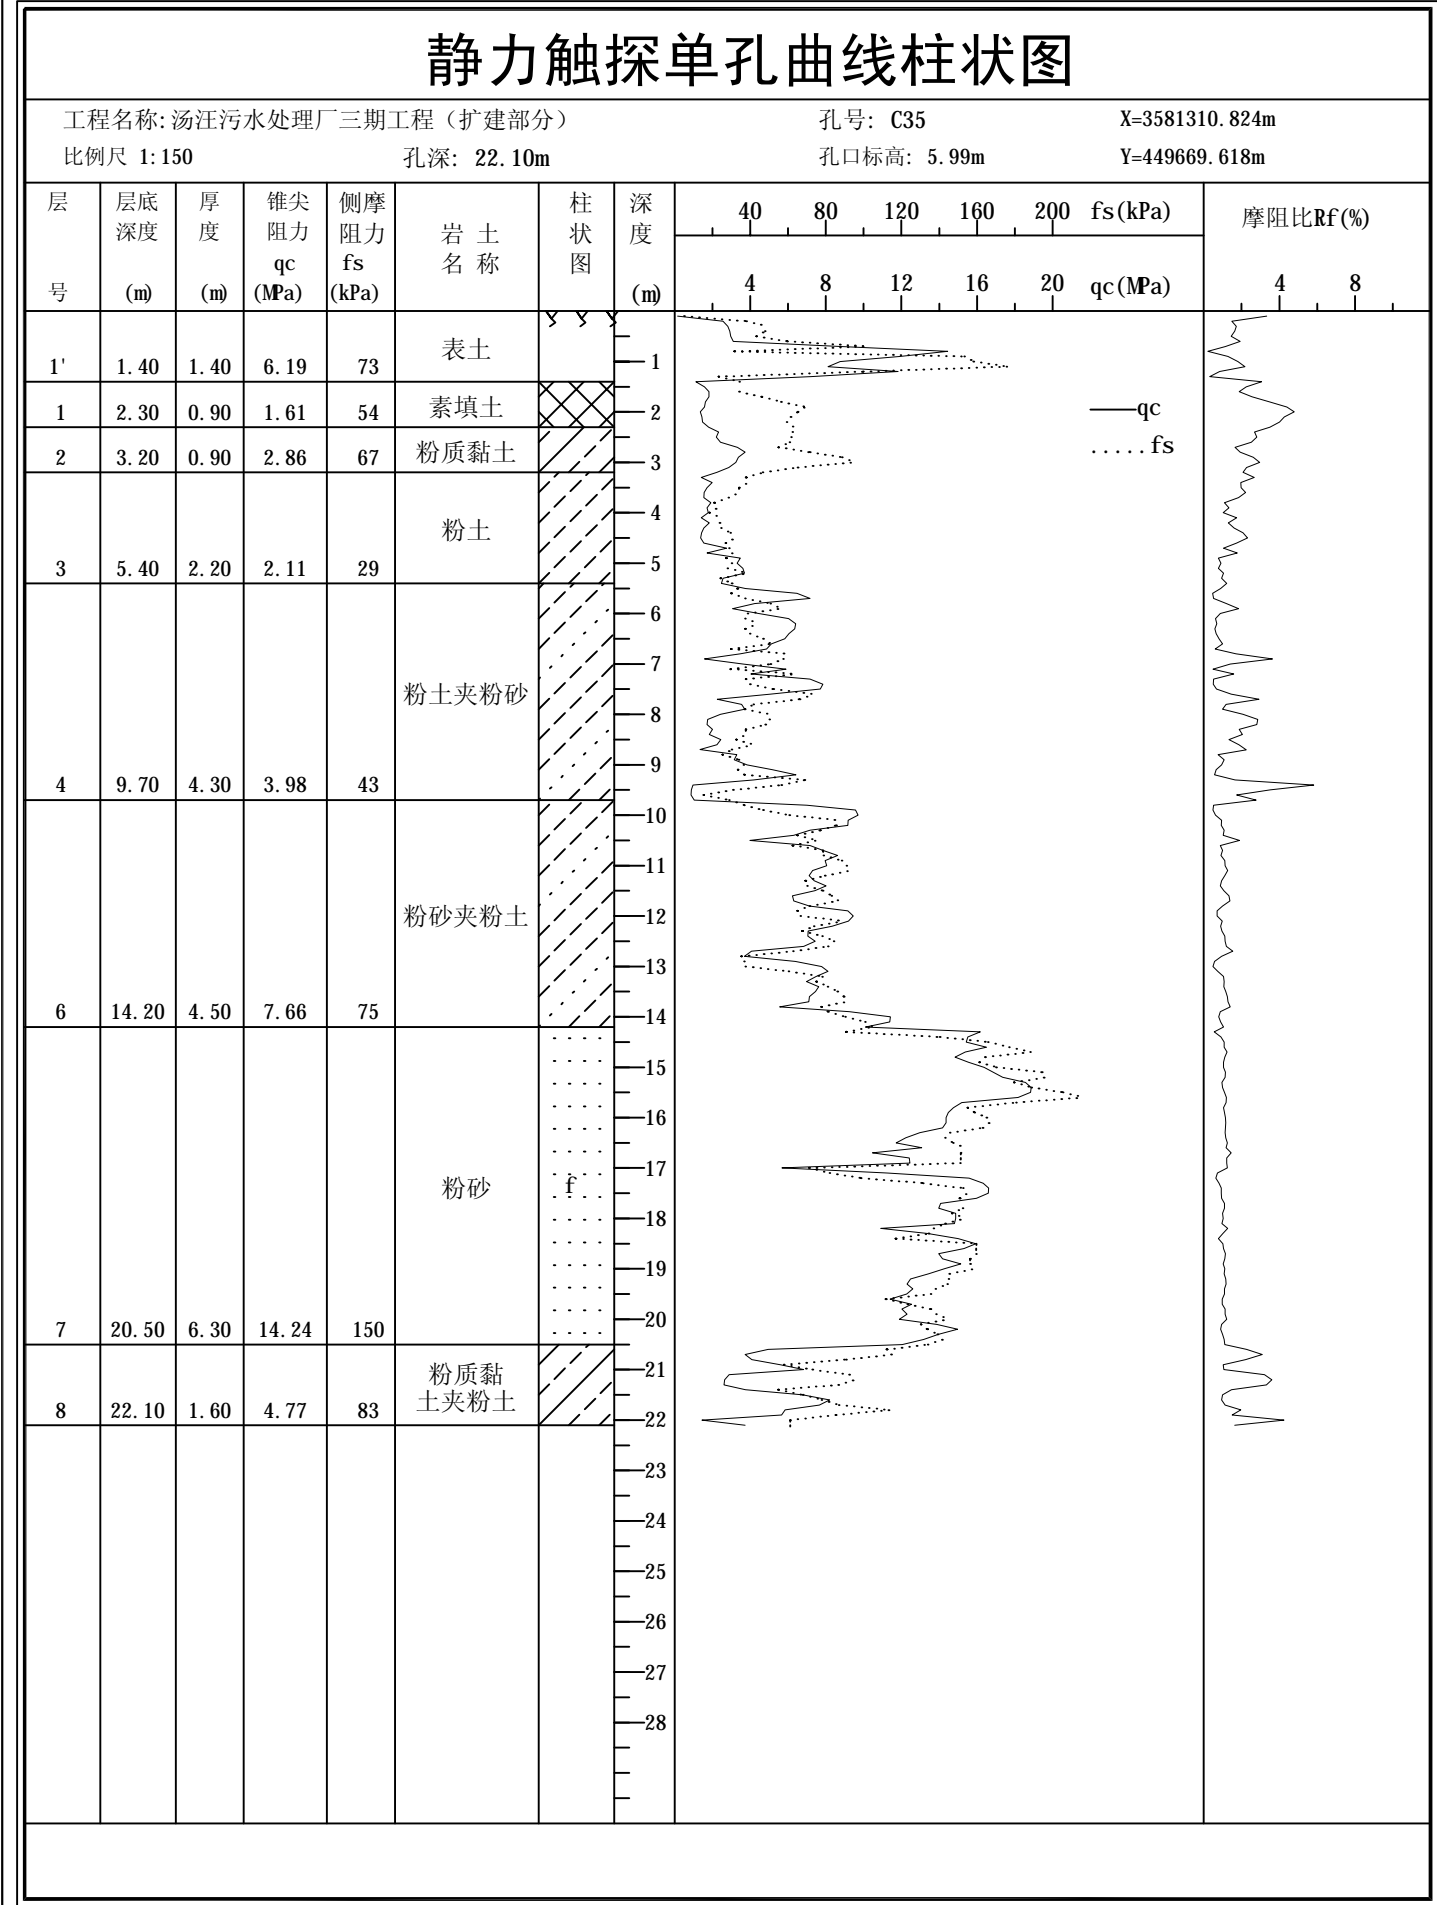 静力触探单孔曲线柱状图
工程名称: 汤汪污水处理厂三期工程（扩建部分） 孔号: C35 X=3581310.824m
比例尺 1:150 孔深: 22.10m 孔口标高: 5.99m Y=449669.618m
层号 层底深度(m) 厚度(m) 锥尖阻力qc(MPa) 侧摩阻力fs(kPa) 岩土名称 柱状图 深度(m)
40 80 120 160 200 fs(kPa)
4 8 12 16 20 qc(MPa)
摩阻比Rf(%)
4 8
1' 1.40 1.40 6.19 73 表土
1 2.30 0.90 1.61 54 素填土
2 3.20 0.90 2.86 67 粉质黏土
3 5.40 2.20 2.11 29 粉土
4 9.70 4.30 3.98 43 粉土夹粉砂
6 14.20 4.50 7.66 75 粉砂夹粉土
7 20.50 6.30 14.24 150 粉砂
f
8 22.10 1.60 4.77 83 粉质黏土夹粉土
1
2
3
4
5
6
7
8
9
10
11
12
13
14
15
16
17
18
19
20
21
22
23
24
25
26
27
28
qc
.....fs